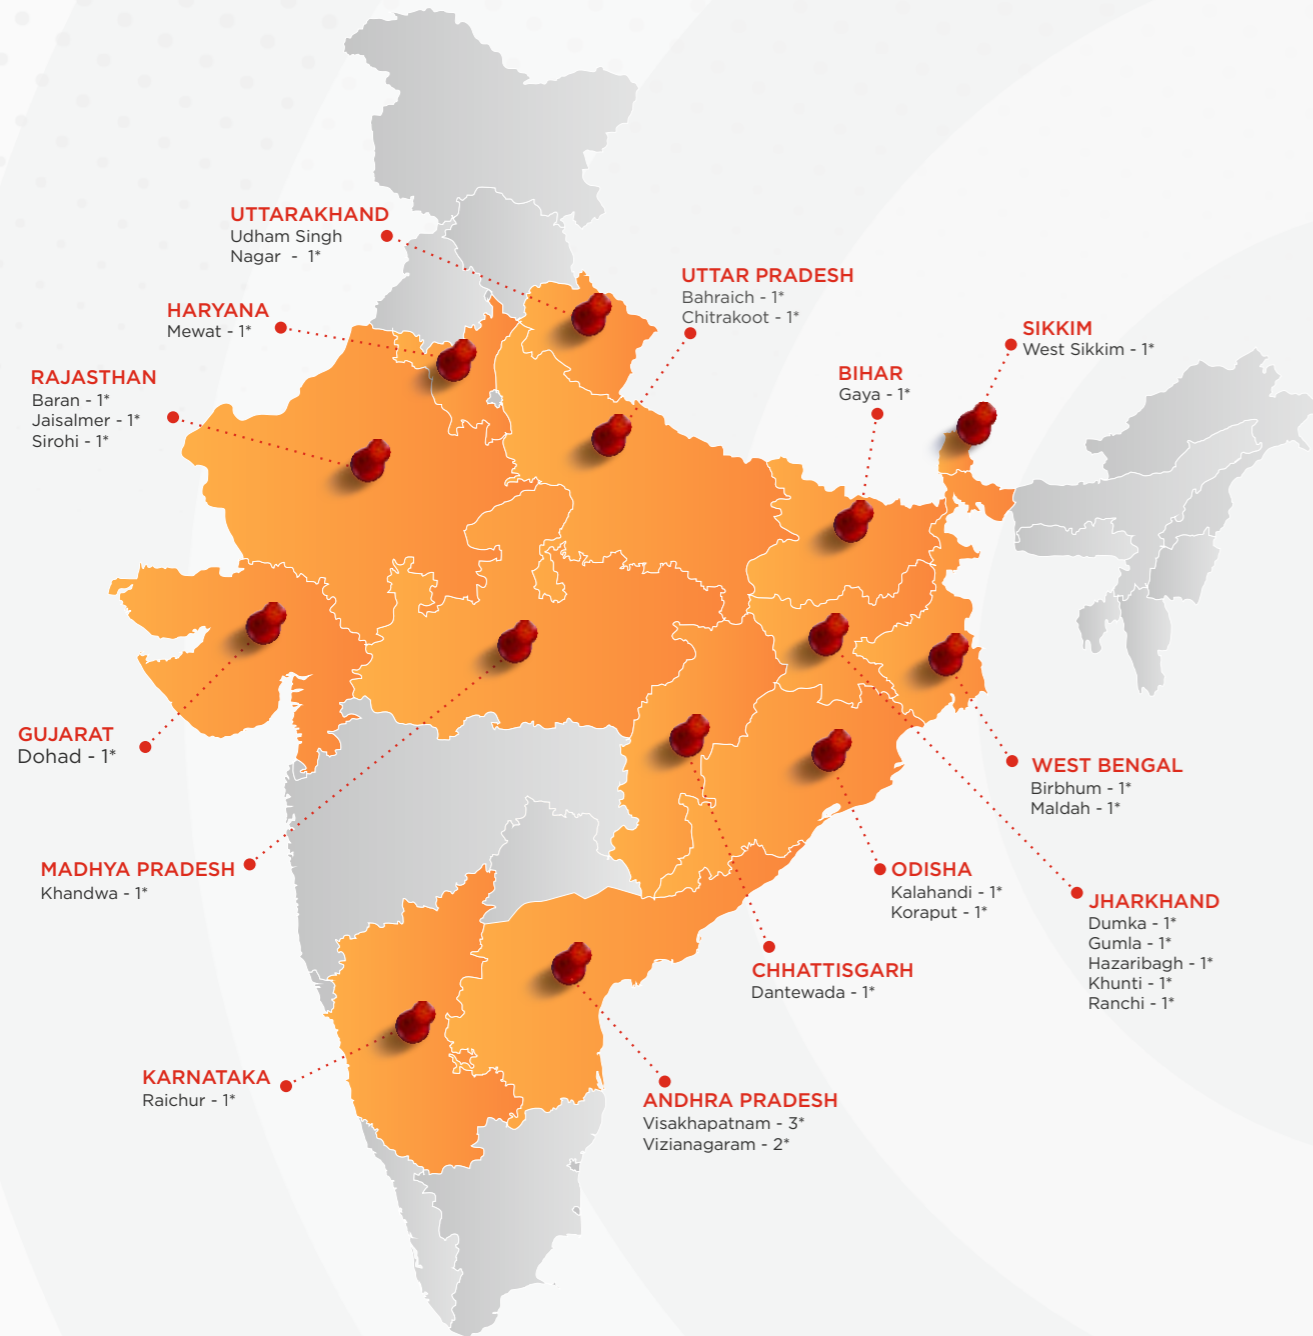 UTTARAKHAND
Udham Singh
Nagar - 1*
UTTAR PRADESH
Bahraich - 1*
Chitrakoot - 1*
HARYANA
Mewat - 1*
SIKKIM
West Sikkim - 1*
RAJASTHAN
Baran - 1*
Jaisalmer - 1*
Sirohi - 1*
BIHAR
Gaya - 1*
GUJARAT
Dohad - 1*
WEST BENGAL
Birbhum - 1*
Maldah - 1*
MADHYA PRADESH
Khandwa - 1*
ODISHA
Kalahandi - 1*
Koraput - 1*
JHARKHAND
Dumka - 1*
Gumla - 1*
Hazaribagh - 1*
Khunti - 1*
Ranchi - 1*
CHHATTISGARH
Dantewada - 1*
KARNATAKA
Raichur - 1*
ANDHRA PRADESH
Visakhapatnam - 3*
Vizianagaram - 2*